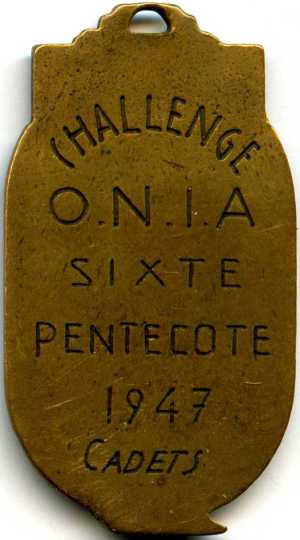 CHALLENGE
O.N.I.A
SIXTE
PENTECOTE
1947
CADETS